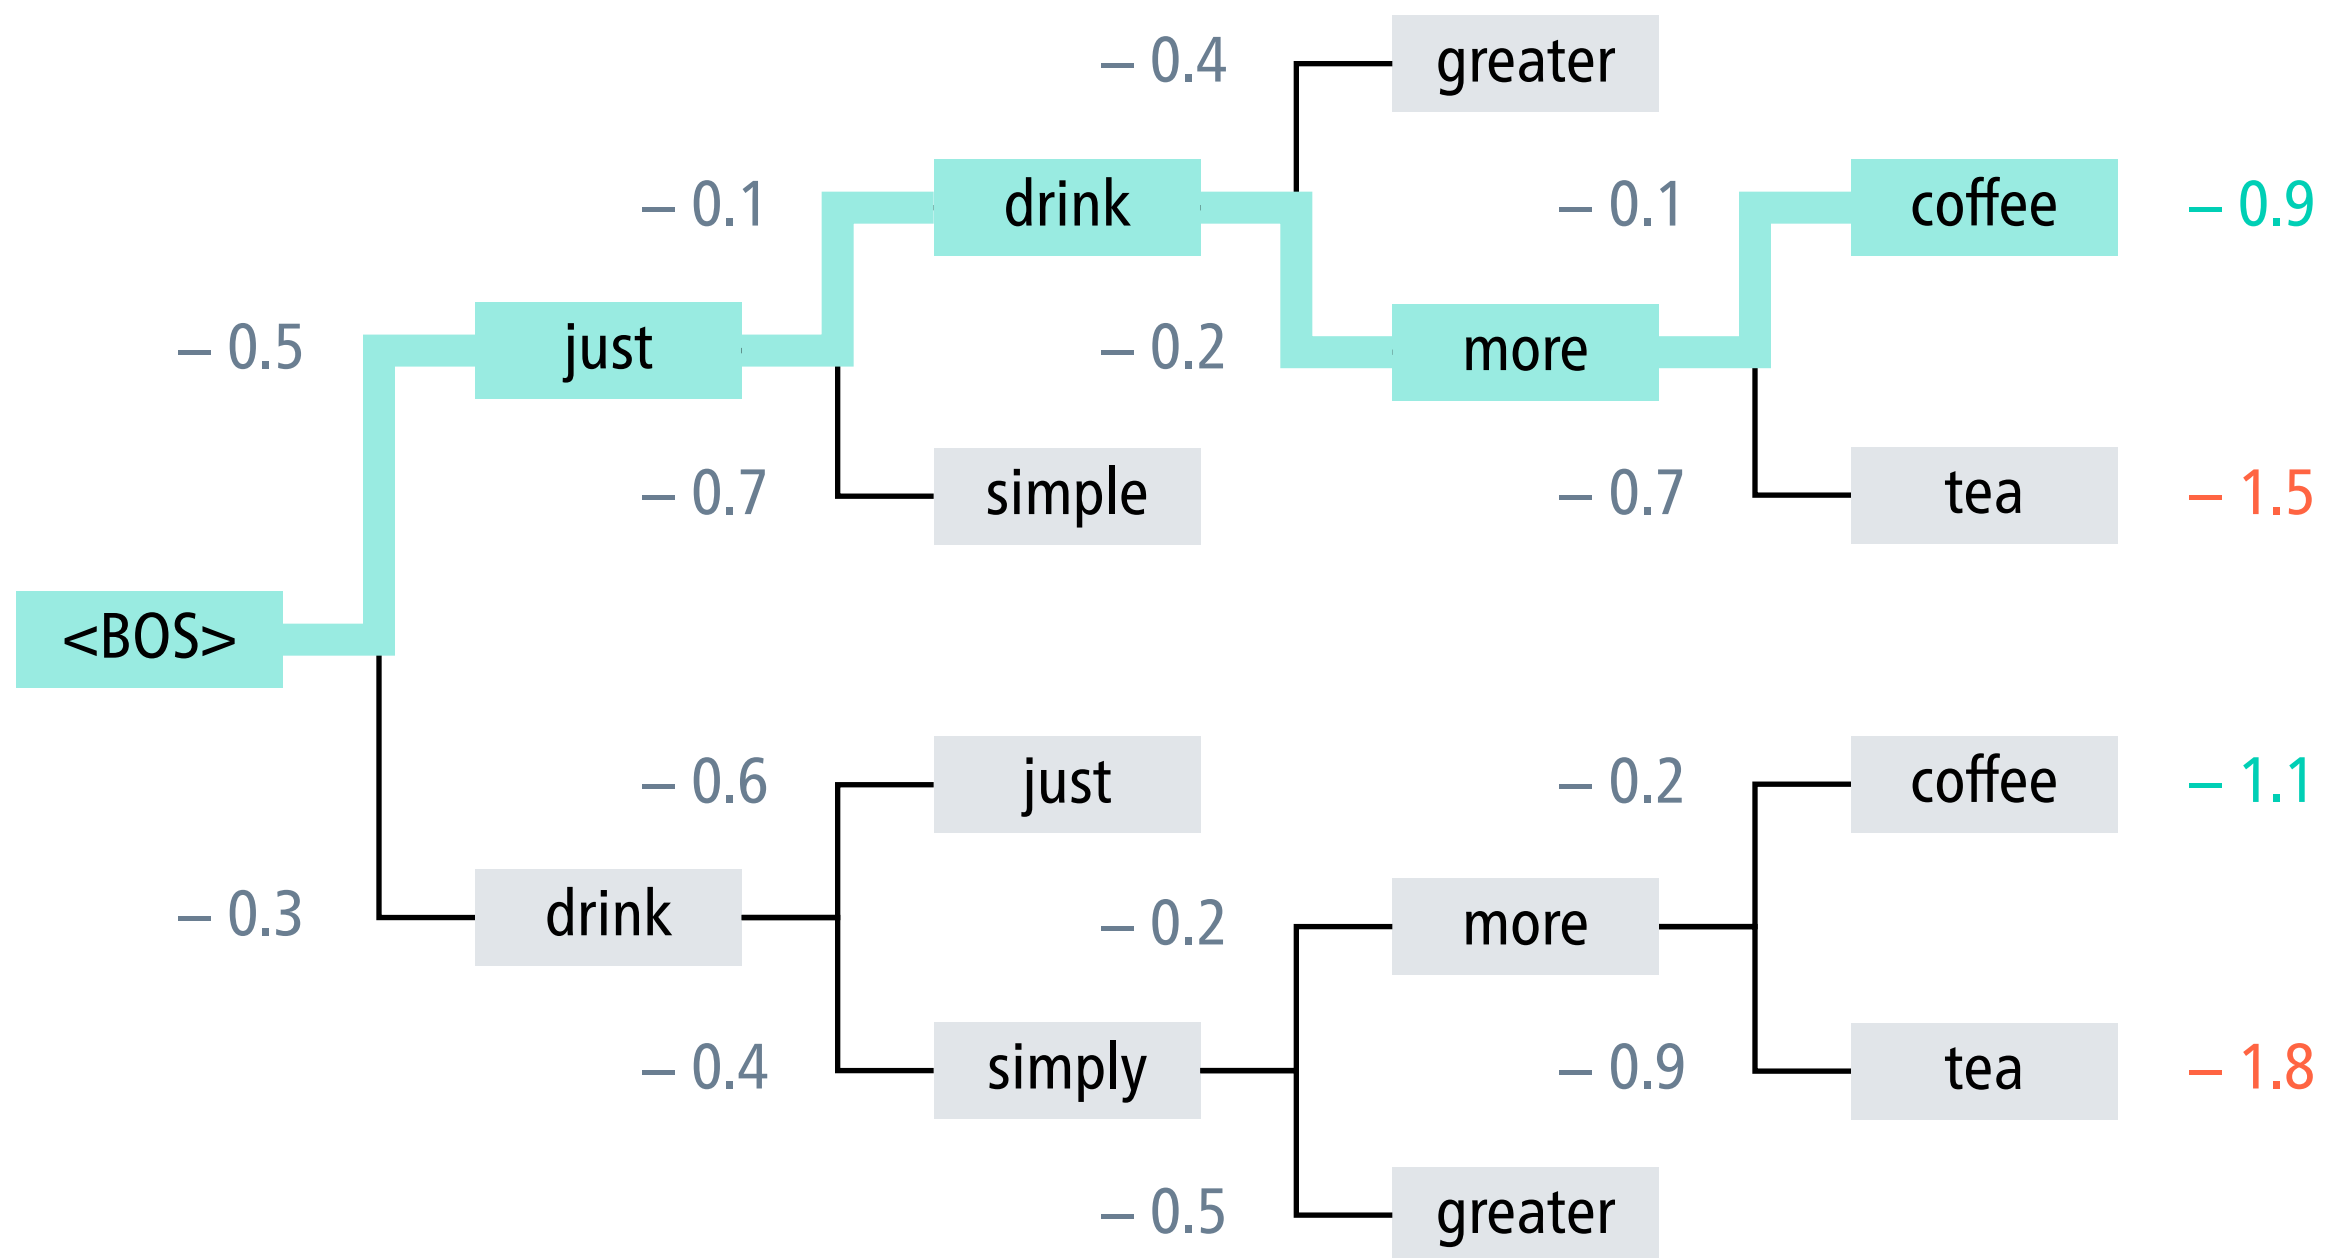 – 0.4 greater
– 0.1 drink – 0.1 coffee – 0.9
– 0.5 just – 0.2 more
– 0.7 simple – 0.7 tea – 1.5
<BOS>
– 0.6 just – 0.2 coffee – 1.1
– 0.3 drink – 0.2 more
– 0.4 simply – 0.9 tea – 1.8
– 0.5 greater